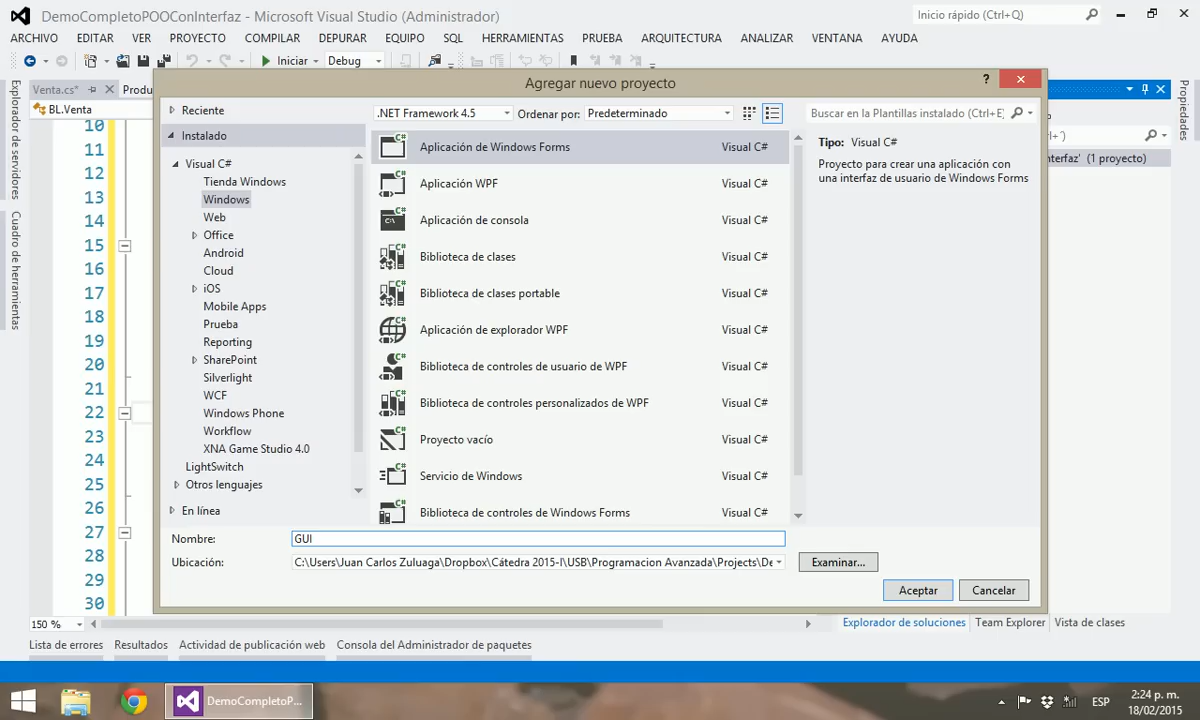 DemoCompletoPOOConInterfaz - Microsoft Visual Studio (Administrador)
Inicio rápido (Ctrl+Q)
ARCHIVO EDITAR VER PROYECTO COMPILAR DEPURAR EQUIPO SQL HERRAMIENTAS PRUEBA ARQUITECTURA ANALIZAR VENTANA AYUDA
Iniciar Debug
Explorador de servidores
Cuadro de herramientas
Venta.cs*
Produ
BL.Venta
10
11
12
13
14
15
16
17
18
19
20
21
22
23
24
25
26
27
28
29
30
150 %
Agregar nuevo proyecto
?
Reciente
Instalado
Visual C#
Tienda Windows
Windows
Web
Office
Android
Cloud
iOS
Mobile Apps
Prueba
Reporting
SharePoint
Silverlight
WCF
Windows Phone
Workflow
XNA Game Studio 4.0
LightSwitch
Otros lenguajes
En línea
.NET Framework 4.5 Ordenar por: Predeterminado
Buscar en la Plantillas instalado (Ctrl+E)
Aplicación de Windows Forms Visual C#
Aplicación WPF Visual C#
Aplicación de consola Visual C#
Biblioteca de clases Visual C#
Biblioteca de clases portable Visual C#
Aplicación de explorador WPF Visual C#
Biblioteca de controles de usuario de WPF Visual C#
Biblioteca de controles personalizados de WPF Visual C#
Proyecto vacío Visual C#
Servicio de Windows Visual C#
Biblioteca de controles de Windows Forms Visual C#
Tipo: Visual C#
Proyecto para crear una aplicación con
una interfaz de usuario de Windows Forms
Nombre: GUI
Ubicación: C:\Users\Juan Carlos Zuluaga\Dropbox\Cátedra 2015-I\USB\Programacion Avanzada\Projects\De
Examinar...
Aceptar Cancelar
nterfaz' (1 proyecto)
Propiedades
Explorador de soluciones Team Explorer Vista de clases
Lista de errores Resultados Actividad de publicación web Consola del Administrador de paquetes
DemoCompletoP...
ESP
2:24 p. m.
18/02/2015